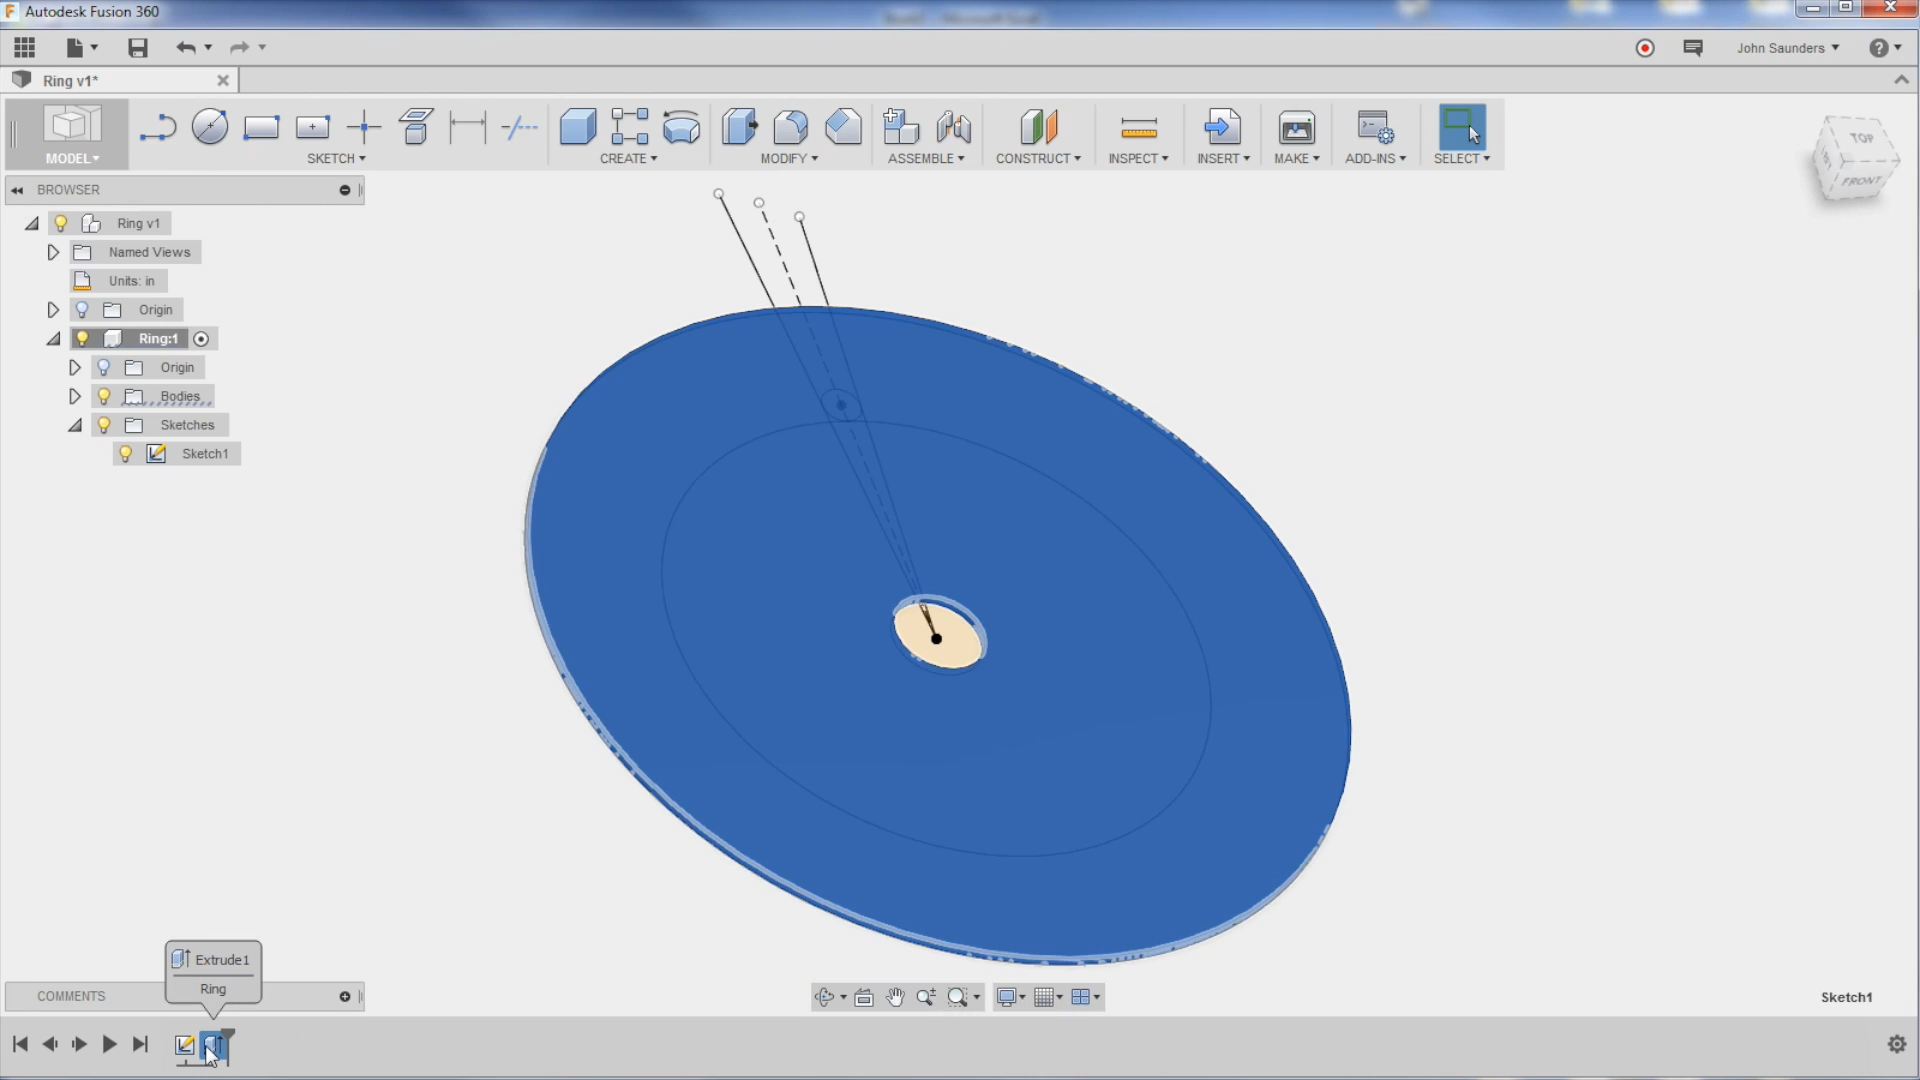 Autodesk Fusion 360
John Saunders
Ring v1*
MODEL
SKETCH
CREATE
MODIFY
ASSEMBLE
CONSTRUCT
INSPECT
INSERT
MAKE
ADD-INS
SELECT
TOP
FRONT
BROWSER
Ring v1
Named Views
Units: in
Origin
Ring:1
Origin
Bodies
Sketches
Sketch1
Extrude1
Ring
COMMENTS
Sketch1